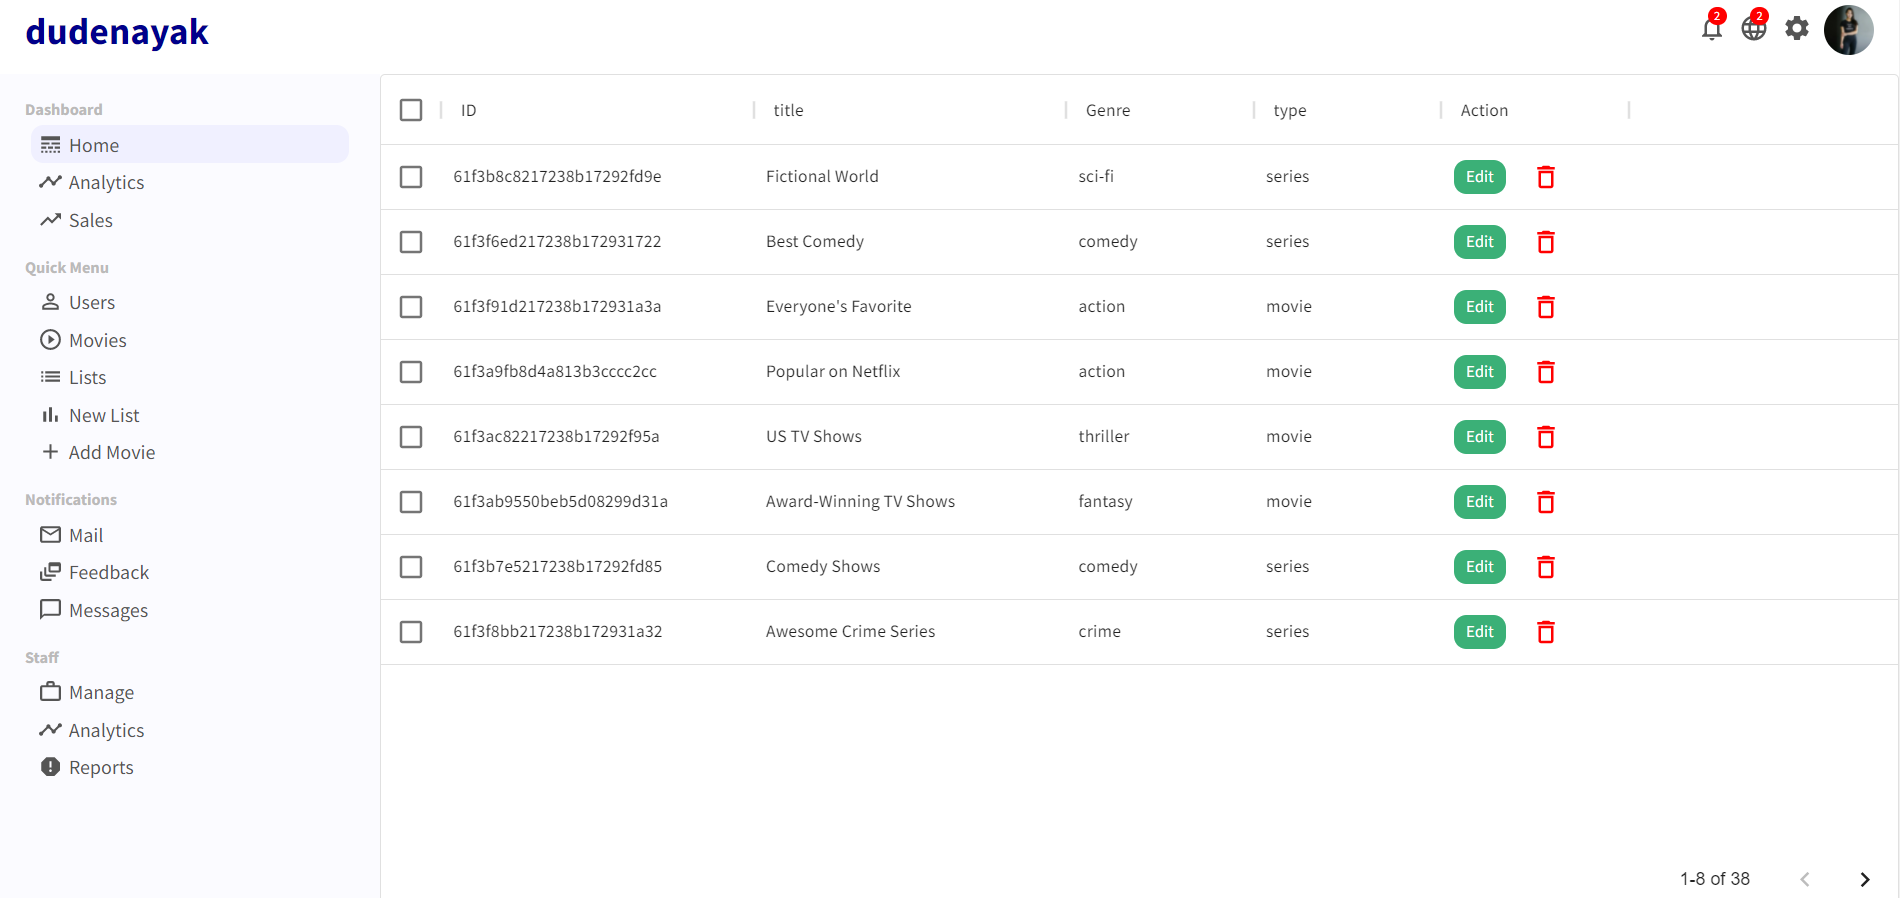 dudenayak
2
2
Dashboard
Home
Analytics
Sales
Quick Menu
Users
Movies
Lists
New List
Add Movie
Notifications
Mail
Feedback
Messages
Staff
Manage
Analytics
Reports
ID title Genre type Action
61f3b8c8217238b17292fd9e Fictional World sci-fi series Edit
61f3f6ed217238b172931722 Best Comedy comedy series Edit
61f3f91d217238b172931a3a Everyone's Favorite action movie Edit
61f3a9fb8d4a813b3cccc2cc Popular on Netflix action movie Edit
61f3ac82217238b17292f95a US TV Shows thriller movie Edit
61f3ab9550beb5d08299d31a Award-Winning TV Shows fantasy movie Edit
61f3b7e5217238b17292fd85 Comedy Shows comedy series Edit
61f3f8bb217238b172931a32 Awesome Crime Series crime series Edit
1-8 of 38